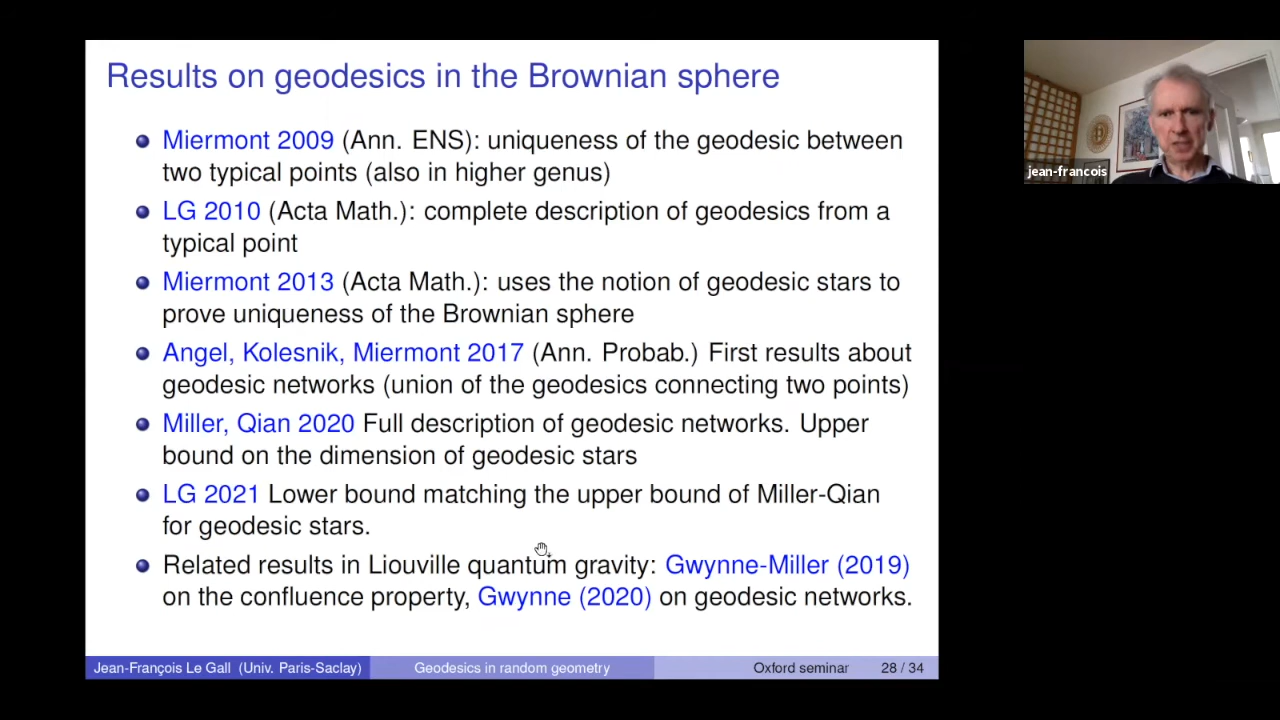 Results on geodesics in the Brownian sphere
Miermont 2009 (Ann. ENS): uniqueness of the geodesic between
two typical points (also in higher genus)
LG 2010 (Acta Math.): complete description of geodesics from a
typical point
Miermont 2013 (Acta Math.): uses the notion of geodesic stars to
prove uniqueness of the Brownian sphere
Angel, Kolesnik, Miermont 2017 (Ann. Probab.) First results about
geodesic networks (union of the geodesics connecting two points)
Miller, Qian 2020 Full description of geodesic networks. Upper
bound on the dimension of geodesic stars
LG 2021 Lower bound matching the upper bound of Miller-Qian
for geodesic stars.
Related results in Liouville quantum gravity: Gwynne-Miller (2019)
on the confluence property, Gwynne (2020) on geodesic networks.
Jean-François Le Gall (Univ. Paris-Saclay)
Geodesics in random geometry
Oxford seminar
28 / 34
jean-francois